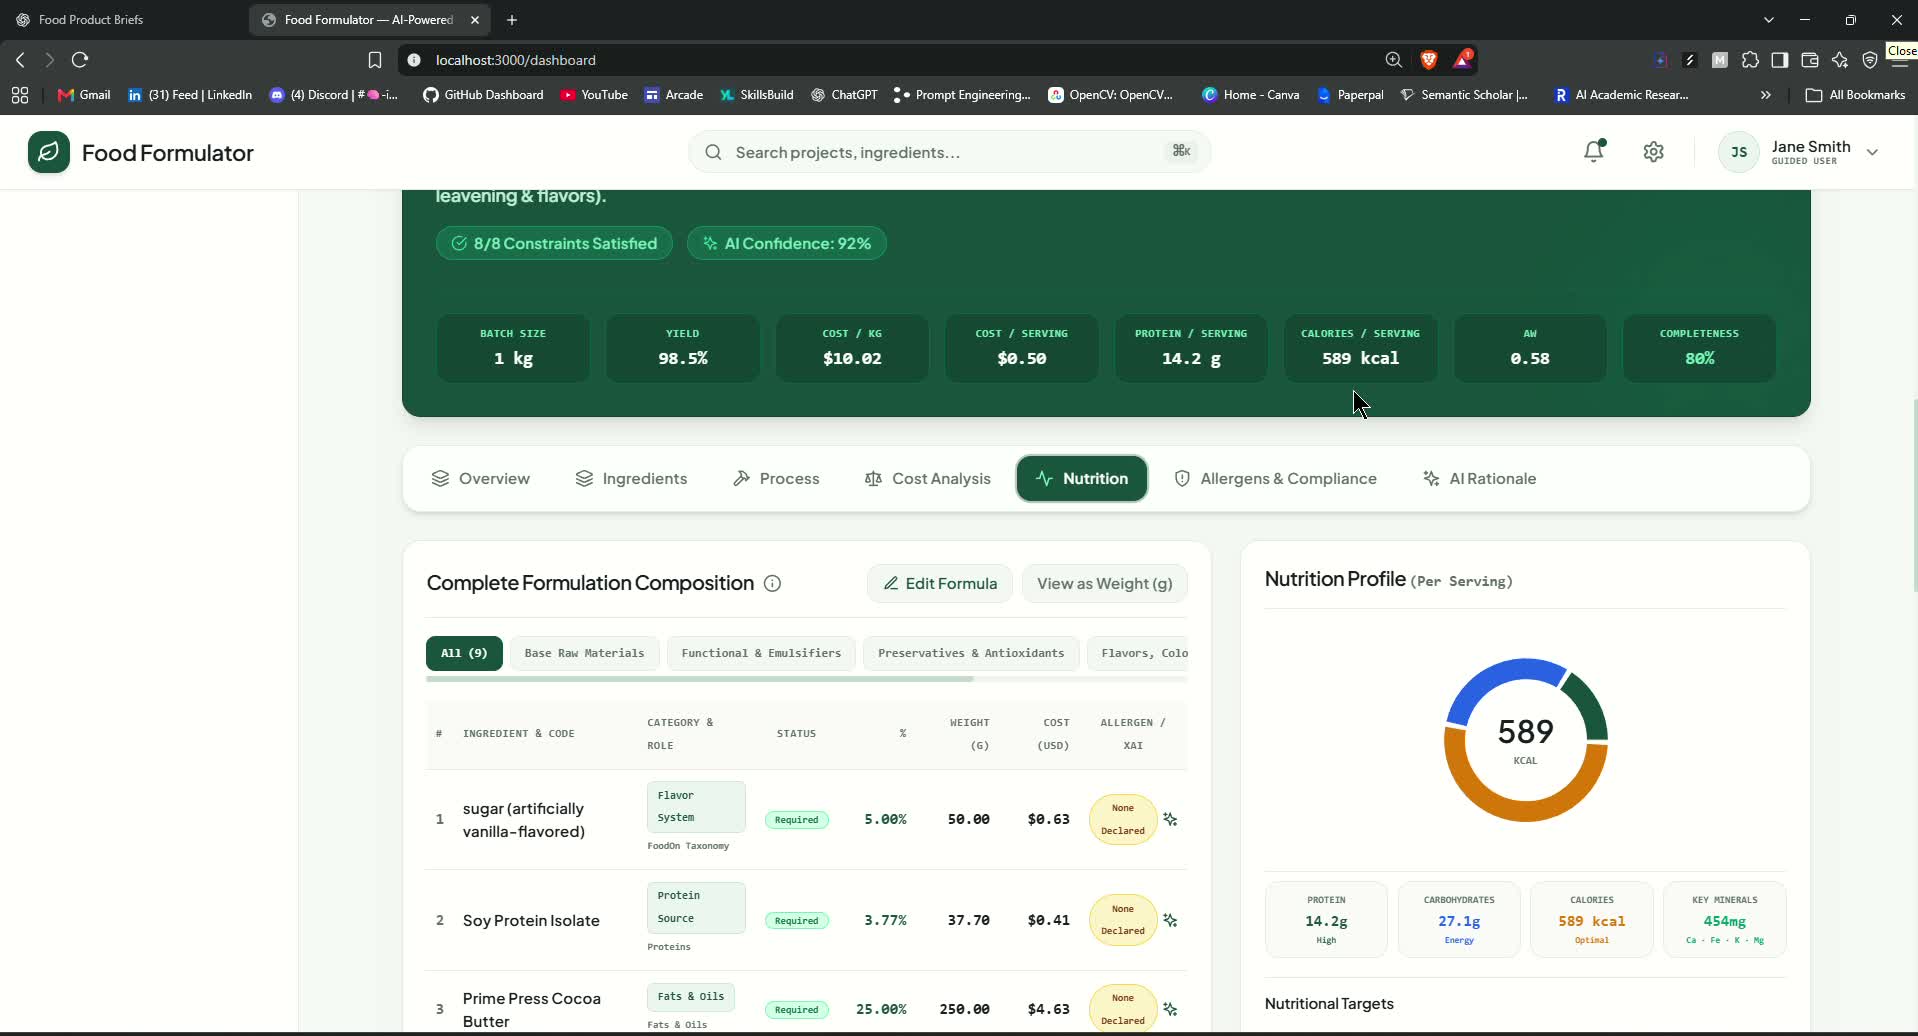 Food Product Briefs
Food Formulator — AI-Powered
localhost:3000/dashboard
1
Close
Gmail
(31) Feed | LinkedIn
(4) Discord | #🧠-i...
GitHub Dashboard
YouTube
Arcade
SkillsBuild
ChatGPT
Prompt Engineering...
OpenCV: OpenCV...
Home - Canva
Paperpal
Semantic Scholar |...
AI Academic Resear...
All Bookmarks
Food Formulator
Search projects, ingredients...
⌘K
JS
Jane Smith
GUIDED USER
leavening & flavors).
8/8 Constraints Satisfied
AI Confidence: 92%
BATCH SIZE
1 kg
YIELD
98.5%
COST / KG
$10.02
COST / SERVING
$0.50
PROTEIN / SERVING
14.2 g
CALORIES / SERVING
589 kcal
AW
0.58
COMPLETENESS
80%
Overview
Ingredients
Process
Cost Analysis
Nutrition
Allergens & Compliance
AI Rationale
Complete Formulation Composition
Edit Formula
View as Weight (g)
All (9)
Base Raw Materials
Functional & Emulsifiers
Preservatives & Antioxidants
Flavors, Colo
#
INGREDIENT & CODE
CATEGORY &
ROLE
STATUS
%
WEIGHT
(G)
COST
(USD)
ALLERGEN /
XAI
1
sugar (artificially
vanilla-flavored)
Flavor
System
FoodOn Taxonomy
Required
5.00%
50.00
$0.63
None
Declared
2
Soy Protein Isolate
Protein
Source
Proteins
Required
3.77%
37.70
$0.41
None
Declared
3
Prime Press Cocoa
Butter
Fats & Oils
Fats & Oils
Required
25.00%
250.00
$4.63
None
Declared
Nutrition Profile (Per Serving)
589
KCAL
PROTEIN
14.2g
High
CARBOHYDRATES
27.1g
Energy
CALORIES
589 kcal
Optimal
KEY MINERALS
454mg
Ca · Fe · K · Mg
Nutritional Targets